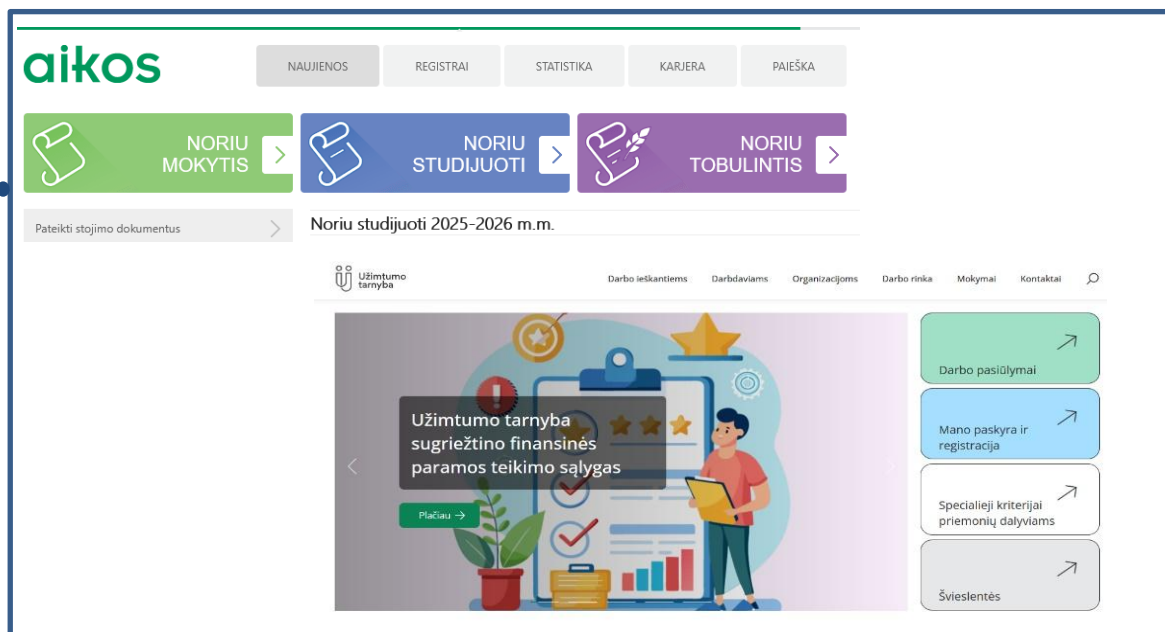 aikos
NAUJIENOS
REGISTRAI
STATISTIKA
KARJERA
PAIEŠKA
NORIU
MOKYTIS
NORIU
STUDIJUOTI
NORIU
TOBULINTIS
Pateikti stojimo dokumentus
Noriu studijuoti 2025-2026 m.m.
Užimtumo
tarnyba
Darbo ieškantiems
Darbdaviams
Organizacijoms
Darbo rinka
Mokymai
Kontaktai
Užimtumo tarnyba
sugriežtino finansinės
paramos teikimo sąlygas
Plačiau →
Darbo pasiūlymai
Mano paskyra ir
registracija
Specialieji kriterijai
priemonių dalyviams
Švieslentės